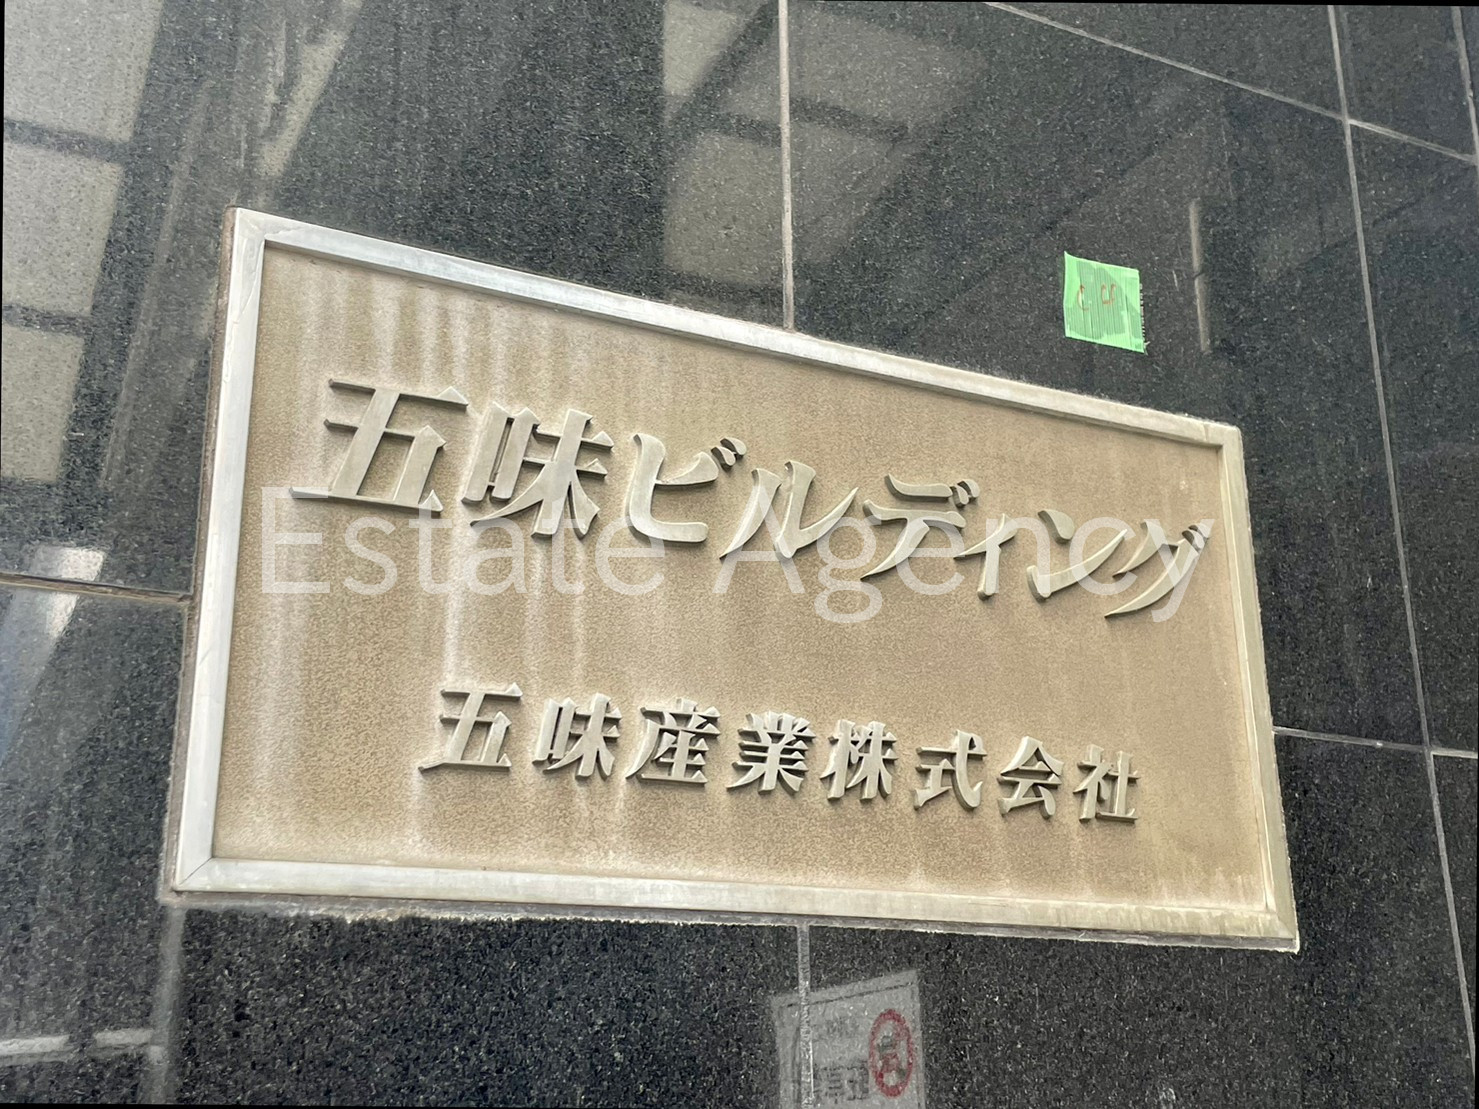 五味ビルディング
Estate Agency
五味産業株式会社